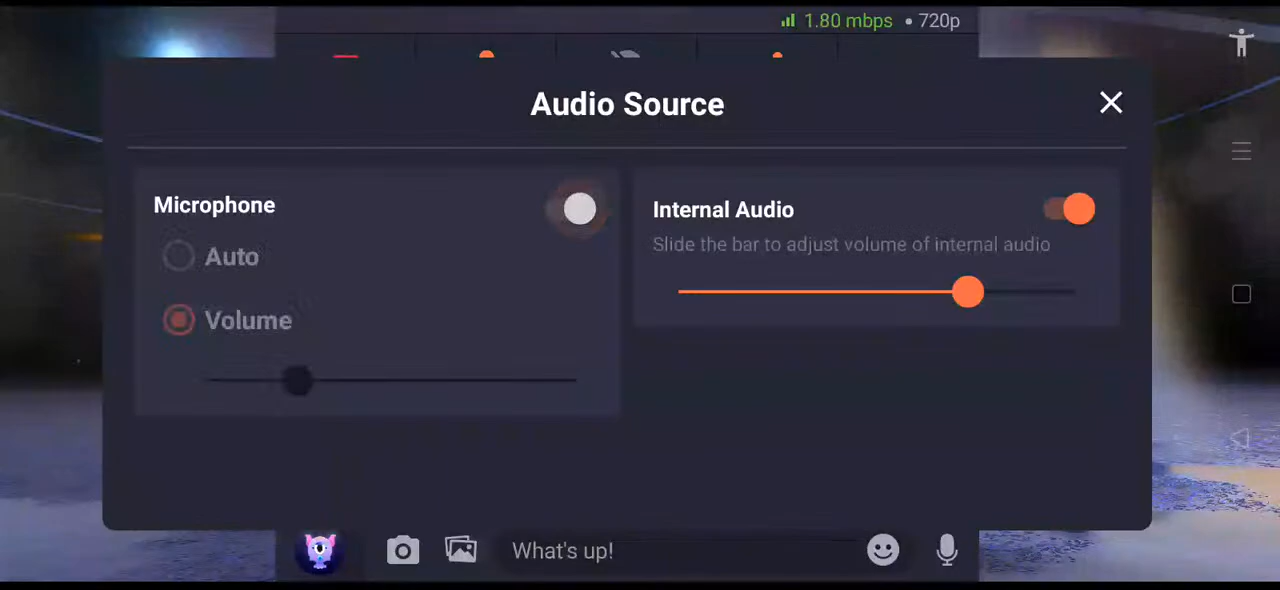 1.80 mbps • 720p
Audio Source
Microphone
Auto
Volume
Internal Audio
Slide the bar to adjust volume of internal audio
What's up!